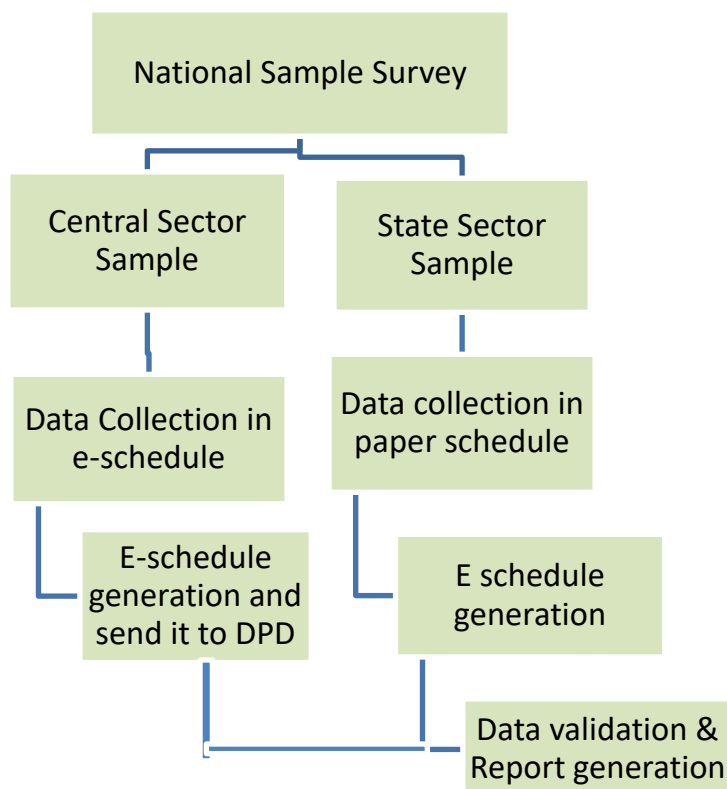 National Sample Survey
Central Sector
Sample
State Sector
Sample
Data Collection in
e-schedule
Data collection in
paper schedule
E-schedule
generation and
send it to DPD
E schedule
generation
Data validation &
Report generation